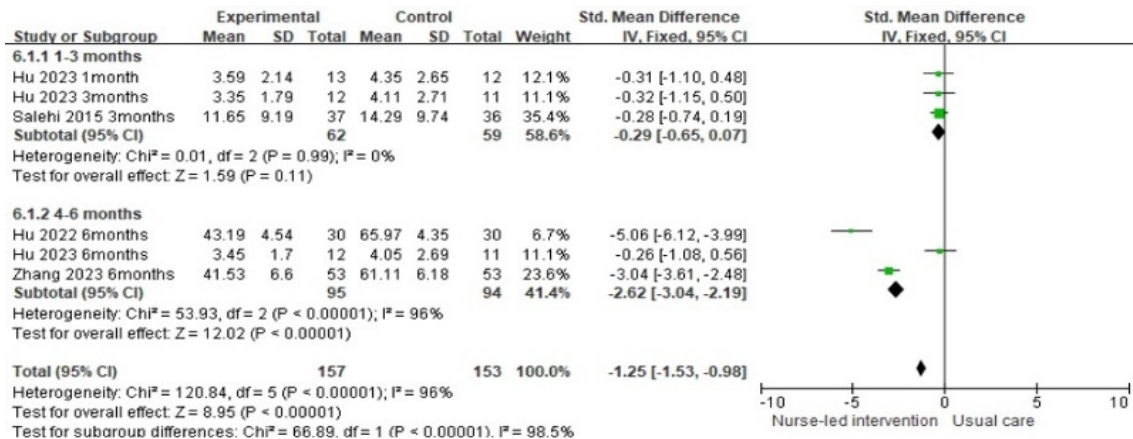 Experimental Control Std. Mean Difference Std. Mean Difference
Study or Subgroup Mean SD Total Mean SD Total Weight IV, Fixed, 95% CI IV, Fixed, 95% CI
6.1.1 1-3 months
Hu 2023 1month 3.59 2.14 13 4.35 2.65 12 12.1% -0.31 [-1.10, 0.48]
Hu 2023 3months 3.35 1.79 12 4.11 2.71 11 11.1% -0.32 [-1.15, 0.50]
Salehi 2015 3months 11.65 9.19 37 14.29 9.74 36 35.4% -0.28 [-0.74, 0.19]
Subtotal (95% CI) 62 59 58.6% -0.29 [-0.65, 0.07]
Heterogeneity: Chi² = 0.01, df = 2 (P = 0.99); I² = 0%
Test for overall effect: Z = 1.59 (P = 0.11)
6.1.2 4-6 months
Hu 2022 6months 43.19 4.54 30 65.97 4.35 30 6.7% -5.06 [-6.12, -3.99]
Hu 2023 6months 3.45 1.7 12 4.05 2.69 11 11.1% -0.26 [-1.08, 0.56]
Zhang 2023 6months 41.53 6.6 53 61.11 6.18 53 23.6% -3.04 [-3.61, -2.48]
Subtotal (95% CI) 95 94 41.4% -2.62 [-3.04, -2.19]
Heterogeneity: Chi² = 53.93, df = 2 (P < 0.00001); I² = 96%
Test for overall effect: Z = 12.02 (P < 0.00001)
Total (95% CI) 157 153 100.0% -1.25 [-1.53, -0.98]
Heterogeneity: Chi² = 120.84, df = 5 (P < 0.00001); I² = 96%
Test for overall effect: Z = 8.95 (P < 0.00001)
Test for subgroup differences: Chi² = 66.89, df = 1 (P < 0.00001), I² = 98.5%
-10 -5 0 5 10
Nurse-led intervention Usual care